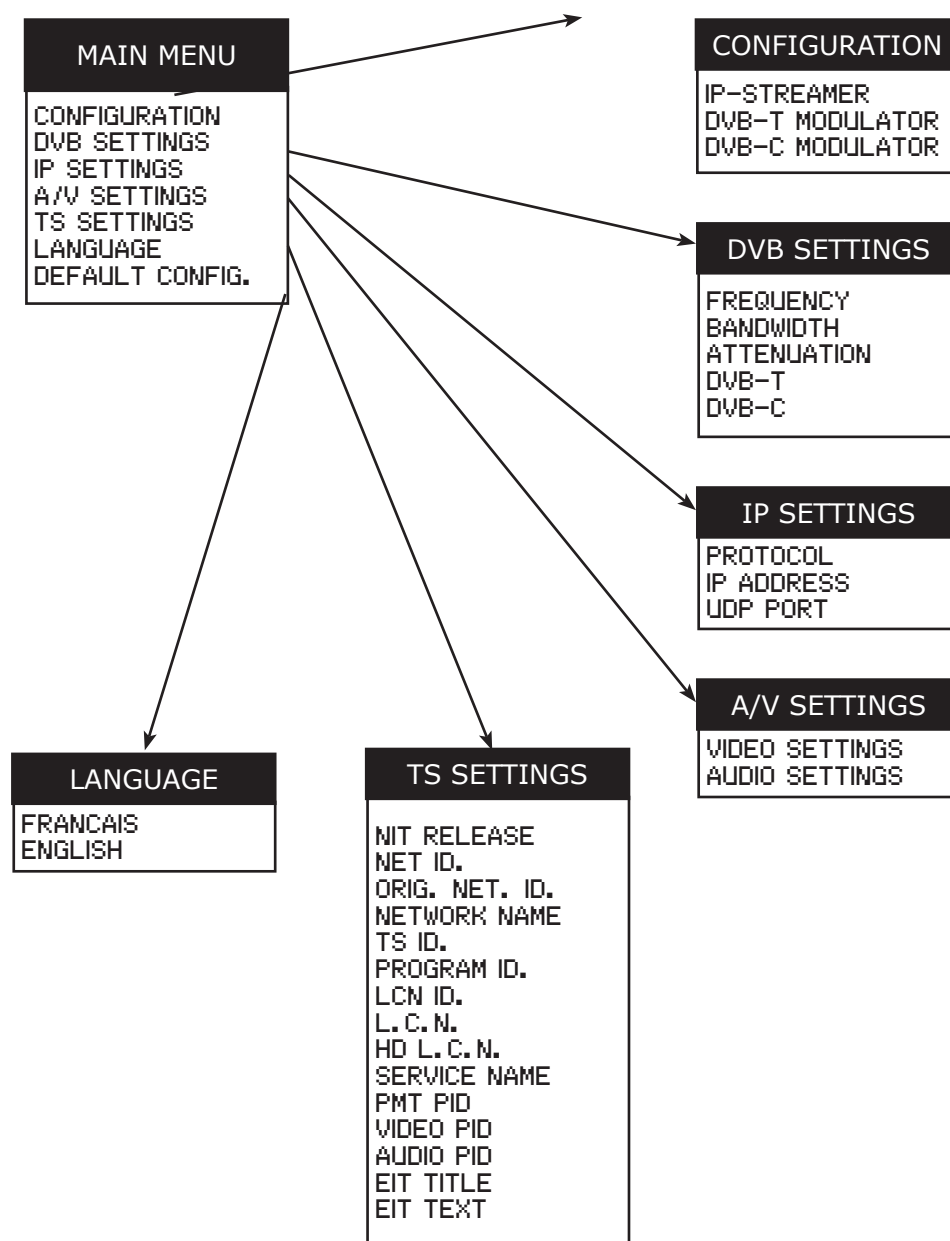 MAIN MENU
CONFIGURATION
DVB SETTINGS
IP SETTINGS
A/V SETTINGS
TS SETTINGS
LANGUAGE
DEFAULT CONFIG.
CONFIGURATION
IP-STREAMER
DVB-T MODULATOR
DVB-C MODULATOR
DVB SETTINGS
FREQUENCY
BANDWIDTH
ATTENUATION
DVB-T
DVB-C
IP SETTINGS
PROTOCOL
IP ADDRESS
UDP PORT
A/V SETTINGS
VIDEO SETTINGS
AUDIO SETTINGS
LANGUAGE
FRANCAIS
ENGLISH
TS SETTINGS
NIT RELEASE
NET ID.
ORIG. NET. ID.
NETWORK NAME
TS ID.
PROGRAM ID.
LCN ID.
L.C.N.
HD L.C.N.
SERVICE NAME
PMT PID
VIDEO PID
AUDIO PID
EIT TITLE
EIT TEXT